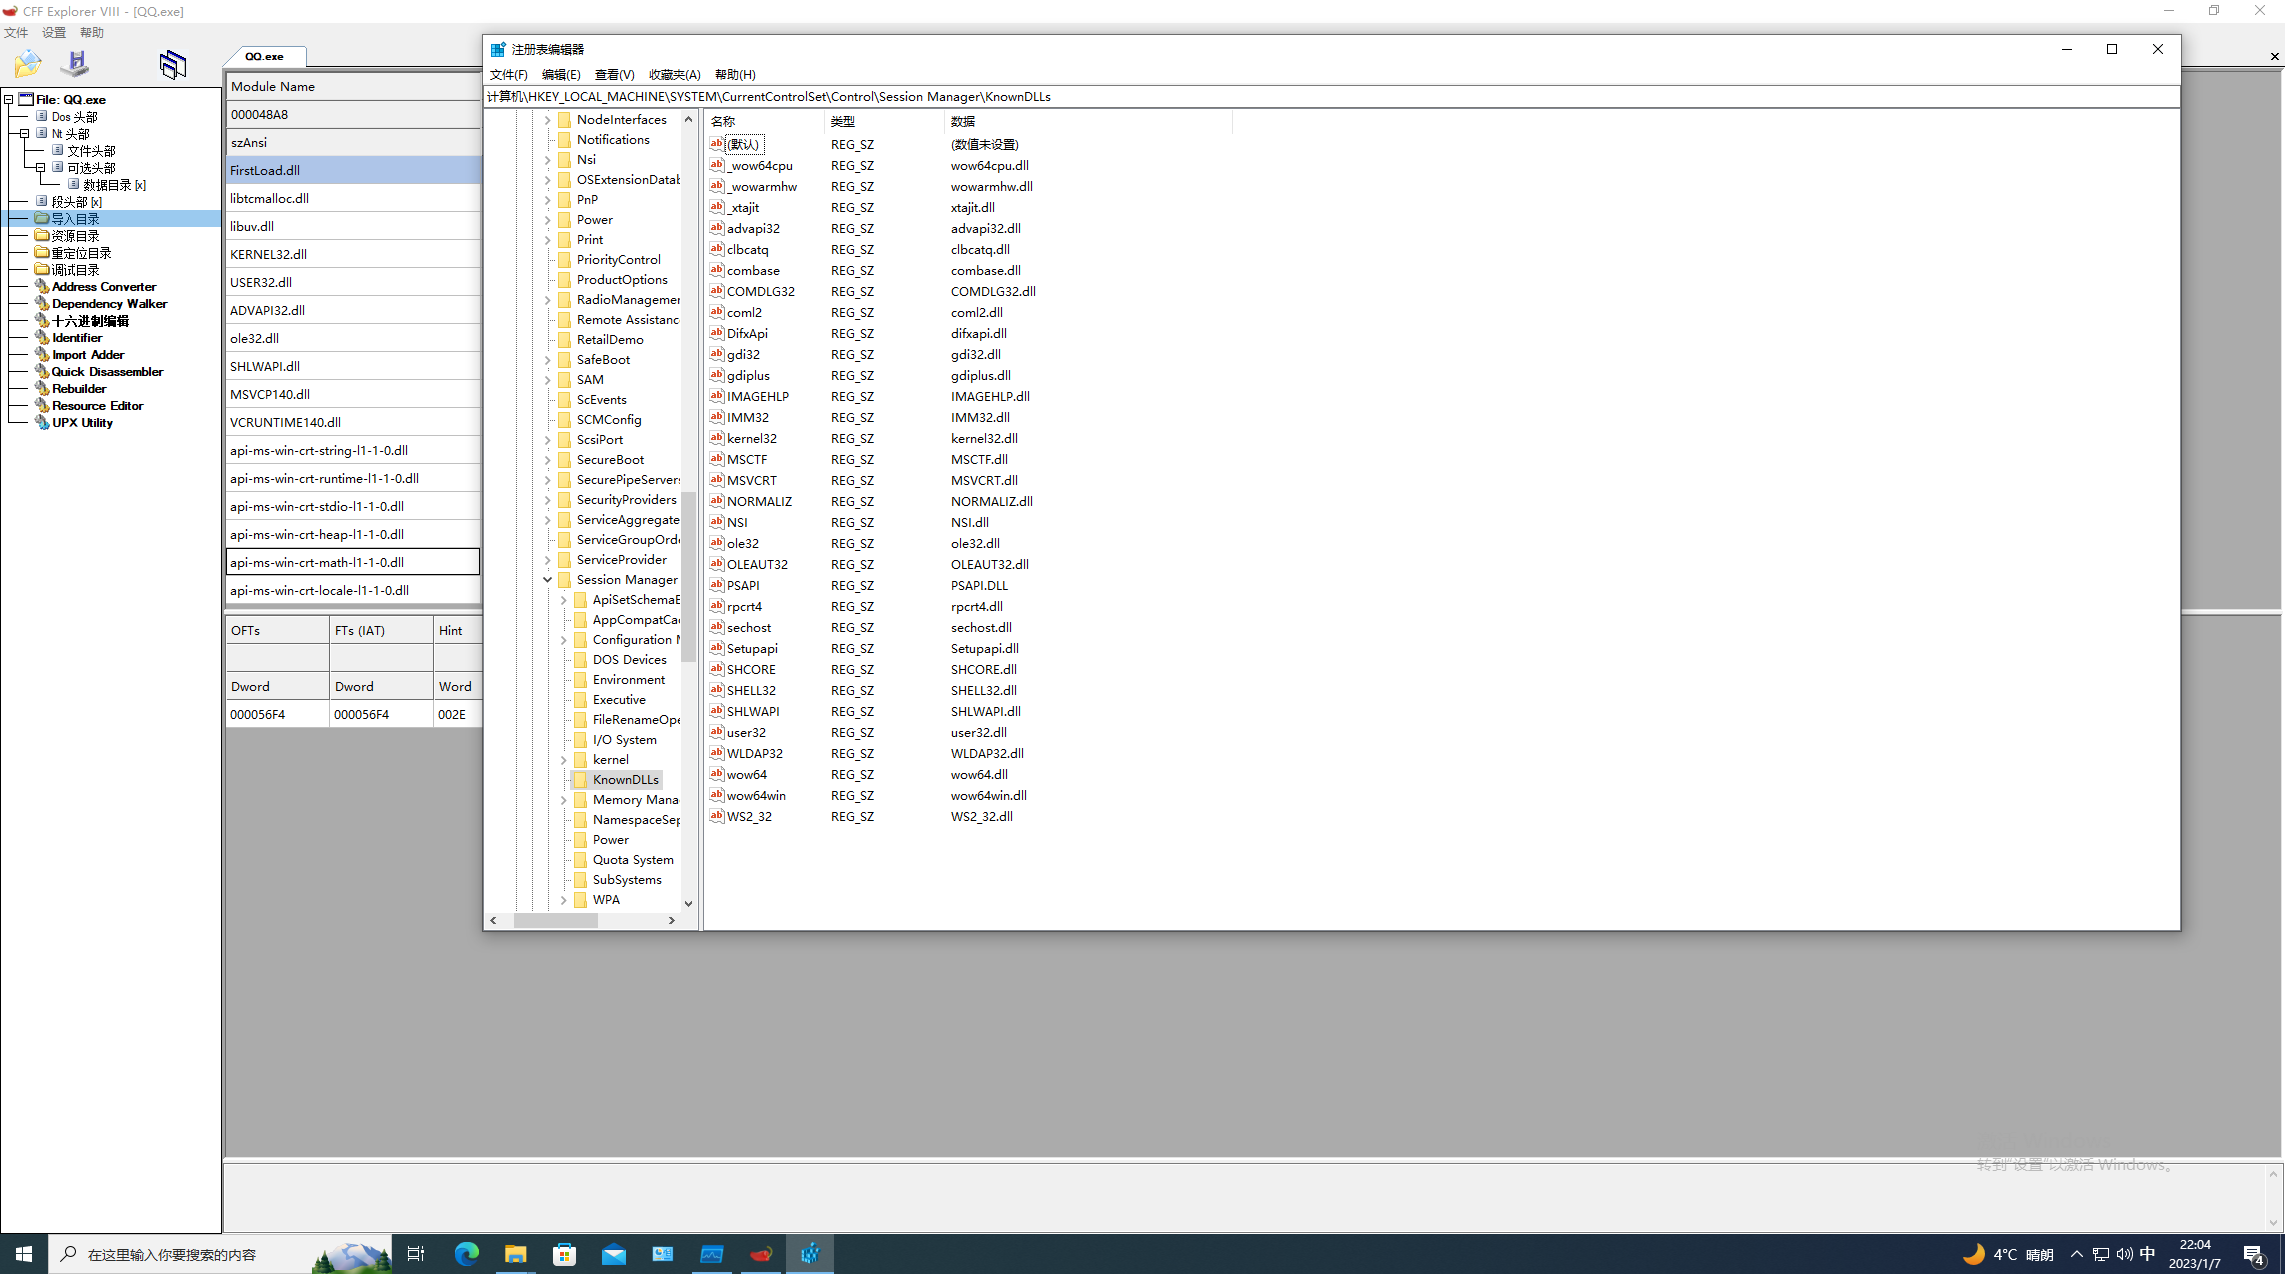 CFF Explorer VIII - [QQ.exe]
文件 设置 帮助
QQ.exe
File: QQ.exe
Dos 头部
Nt 头部
文件头部
可选头部
数据目录 [x]
段头部 [x]
导入目录
资源目录
重定位目录
调试目录
Address Converter
Dependency Walker
十六进制编辑
Identifier
Import Adder
Quick Disassembler
Rebuilder
Resource Editor
UPX Utility
Module Name
000048A8
szAnsi
FirstLoad.dll
libtcmalloc.dll
libuv.dll
KERNEL32.dll
USER32.dll
ADVAPI32.dll
ole32.dll
SHLWAPI.dll
MSVCP140.dll
VCRUNTIME140.dll
api-ms-win-crt-string-l1-1-0.dll
api-ms-win-crt-runtime-l1-1-0.dll
api-ms-win-crt-stdio-l1-1-0.dll
api-ms-win-crt-heap-l1-1-0.dll
api-ms-win-crt-math-l1-1-0.dll
api-ms-win-crt-locale-l1-1-0.dll
OFTs FTs (IAT) Hint
Dword Dword Word
000056F4 000056F4 002E
注册表编辑器
文件(F) 编辑(E) 查看(V) 收藏夹(A) 帮助(H)
计算机\HKEY_LOCAL_MACHINE\SYSTEM\CurrentControlSet\Control\Session Manager\KnownDLLs
NodeInterfaces
Notifications
Nsi
OSExtensionDatab
PnP
Power
Print
PriorityControl
ProductOptions
RadioManagemer
Remote Assistanc
RetailDemo
SafeBoot
SAM
ScEvents
SCMConfig
ScsiPort
SecureBoot
SecurePipeServers
SecurityProviders
ServiceAggregate
ServiceGroupOrde
ServiceProvider
Session Manager
ApiSetSchemaE
AppCompatCac
Configuration M
DOS Devices
Environment
Executive
FileRenameOpe
I/O System
kernel
KnownDLLs
Memory Mana
NamespaceSep
Power
Quota System
SubSystems
WPA
名称 类型 数据
(默认) REG_SZ (数值未设置)
_wow64cpu REG_SZ wow64cpu.dll
_wowarmhw REG_SZ wowarmhw.dll
_xtajit REG_SZ xtajit.dll
advapi32 REG_SZ advapi32.dll
clbcatq REG_SZ clbcatq.dll
combase REG_SZ combase.dll
COMDLG32 REG_SZ COMDLG32.dll
coml2 REG_SZ coml2.dll
DifxApi REG_SZ difxapi.dll
gdi32 REG_SZ gdi32.dll
gdiplus REG_SZ gdiplus.dll
IMAGEHLP REG_SZ IMAGEHLP.dll
IMM32 REG_SZ IMM32.dll
kernel32 REG_SZ kernel32.dll
MSCTF REG_SZ MSCTF.dll
MSVCRT REG_SZ MSVCRT.dll
NORMALIZ REG_SZ NORMALIZ.dll
NSI REG_SZ NSI.dll
ole32 REG_SZ ole32.dll
OLEAUT32 REG_SZ OLEAUT32.dll
PSAPI REG_SZ PSAPI.DLL
rpcrt4 REG_SZ rpcrt4.dll
sechost REG_SZ sechost.dll
Setupapi REG_SZ Setupapi.dll
SHCORE REG_SZ SHCORE.dll
SHELL32 REG_SZ SHELL32.dll
SHLWAPI REG_SZ SHLWAPI.dll
user32 REG_SZ user32.dll
WLDAP32 REG_SZ WLDAP32.dll
wow64 REG_SZ wow64.dll
wow64win REG_SZ wow64win.dll
WS2_32 REG_SZ WS2_32.dll
转到"设置"以激活 Windows。
在这里输入你要搜索的内容
4°C 晴朗
中
22:04
2023/1/7
4